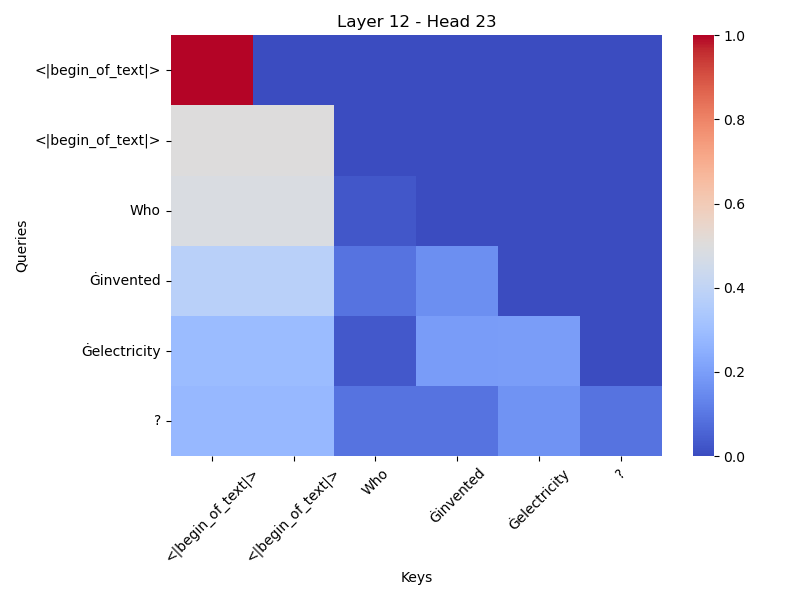 Layer 12 - Head 23
<|begin_of_text|>
<|begin_of_text|>
Who
Ġinvented
Ġelectricity
?
Queries
<|begin_of_text|>
<|begin_of_text|>
Who
Ġinvented
Ġelectricity
?
Keys
1.0
0.8
0.6
0.4
0.2
0.0